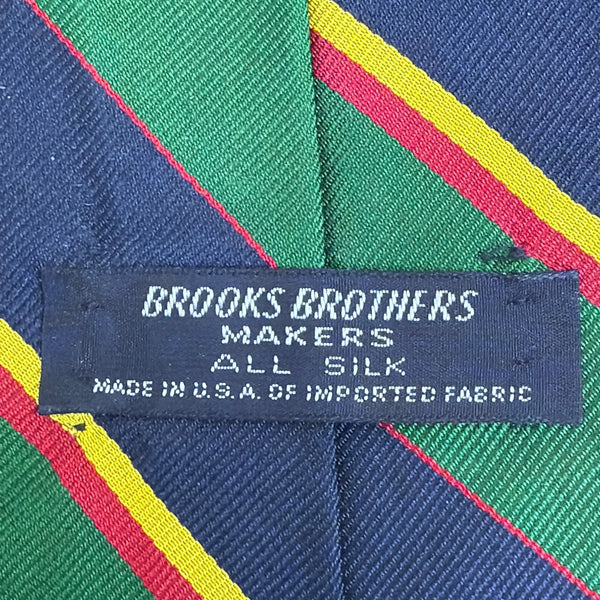 BROOKS BROTHERS
MAKERS
ALL SILK
MADE IN U.S.A. OF IMPORTED FABRIC